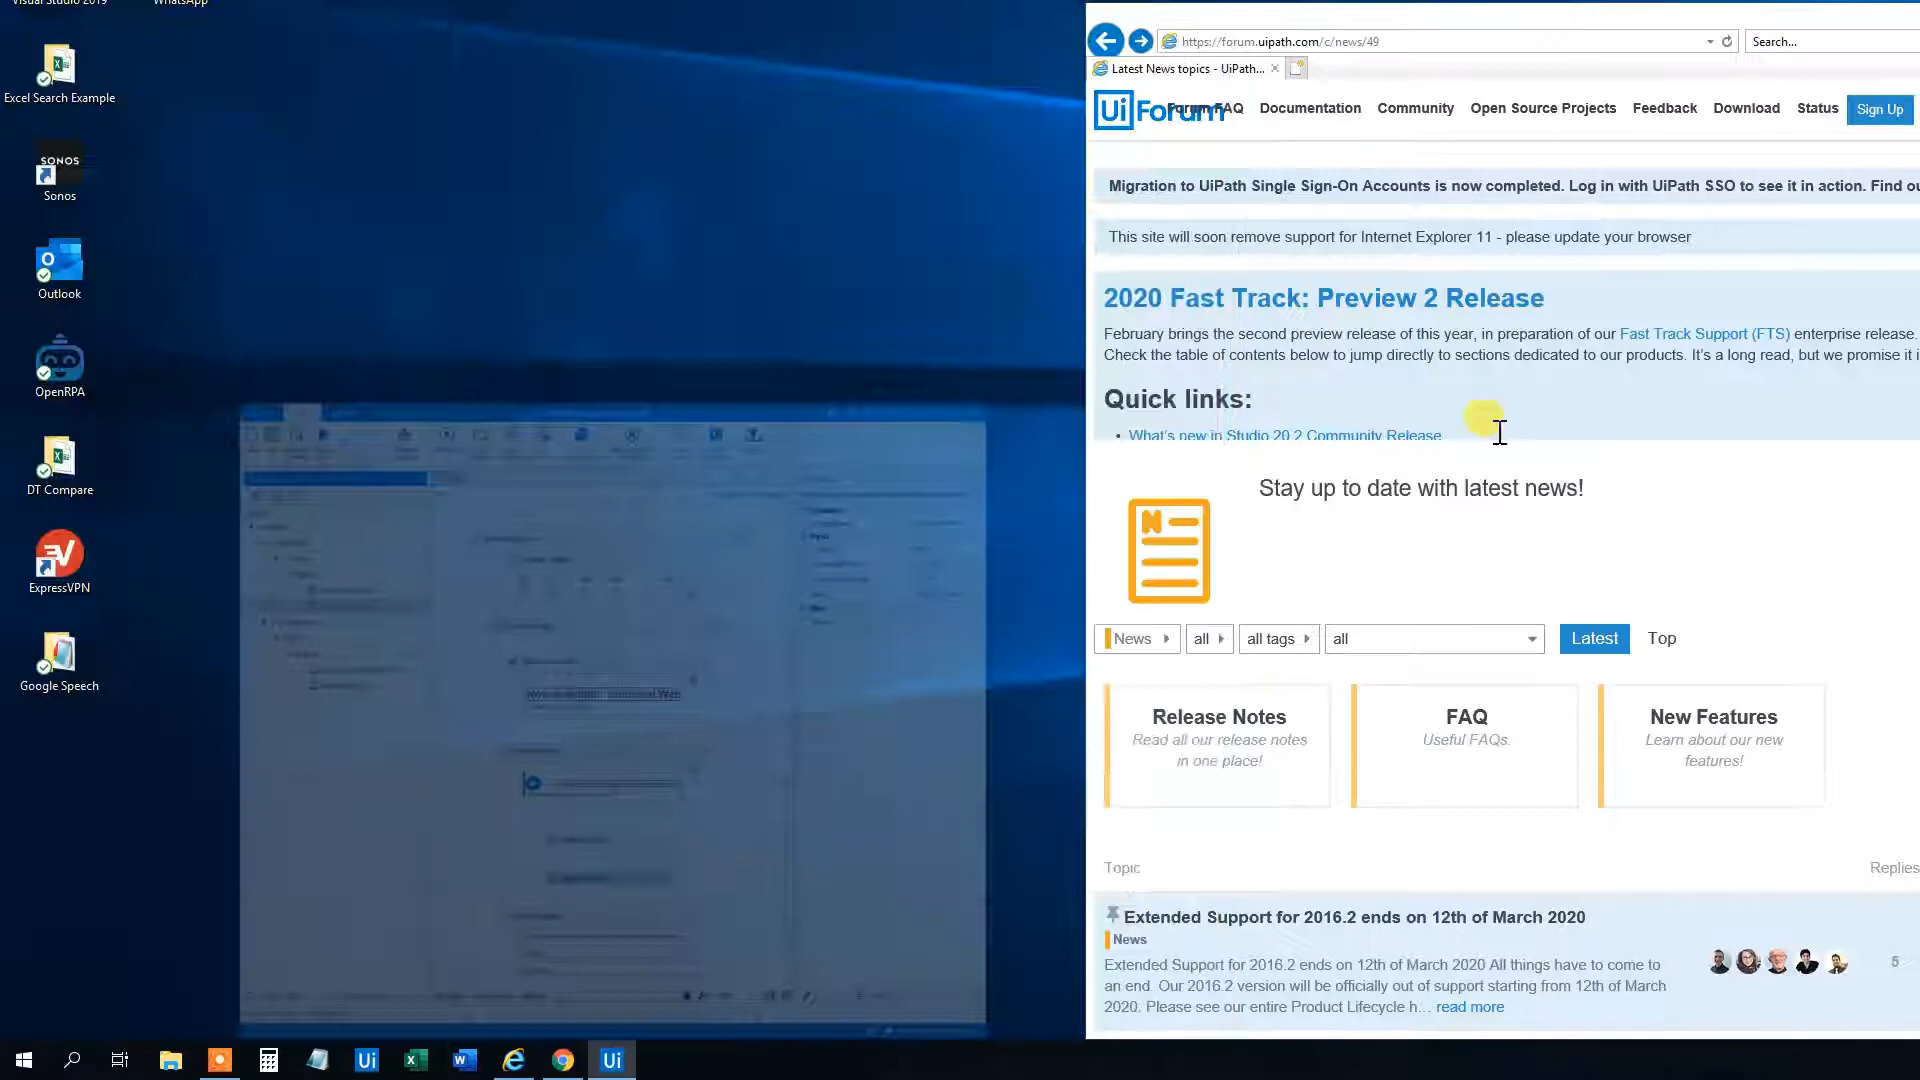 Visual Studio 2019
WhatsApp
Excel Search Example
SONOS
Sonos
Outlook
OpenRPA
DT Compare
ExpressVPN
Google Speech
https://forum.uipath.com/c/news/49
Search...
Latest News topics - UiPath...
Ui Forum
Forum FAQ
Documentation
Community
Open Source Projects
Feedback
Download
Status
Sign Up
Migration to UiPath Single Sign-On Accounts is now completed. Log in with UiPath SSO to see it in action. Find ou
This site will soon remove support for Internet Explorer 11 - please update your browser
2020 Fast Track: Preview 2 Release
February brings the second preview release of this year, in preparation of our Fast Track Support (FTS) enterprise release.
Check the table of contents below to jump directly to sections dedicated to our products. It's a long read, but we promise it i
Quick links:
• What's new in Studio 20.2 Community Release
Stay up to date with latest news!
News
all
all tags
all
Latest
Top
Release Notes
Read all our release notes
in one place!
FAQ
Useful FAQs.
New Features
Learn about our new
features!
Topic
Replies
Extended Support for 2016.2 ends on 12th of March 2020
News
Extended Support for 2016.2 ends on 12th of March 2020 All things have to come to
an end. Our 2016.2 version will be officially out of support starting from 12th of March
2020. Please see our entire Product Lifecycle h... read more
5
Ui
Ui